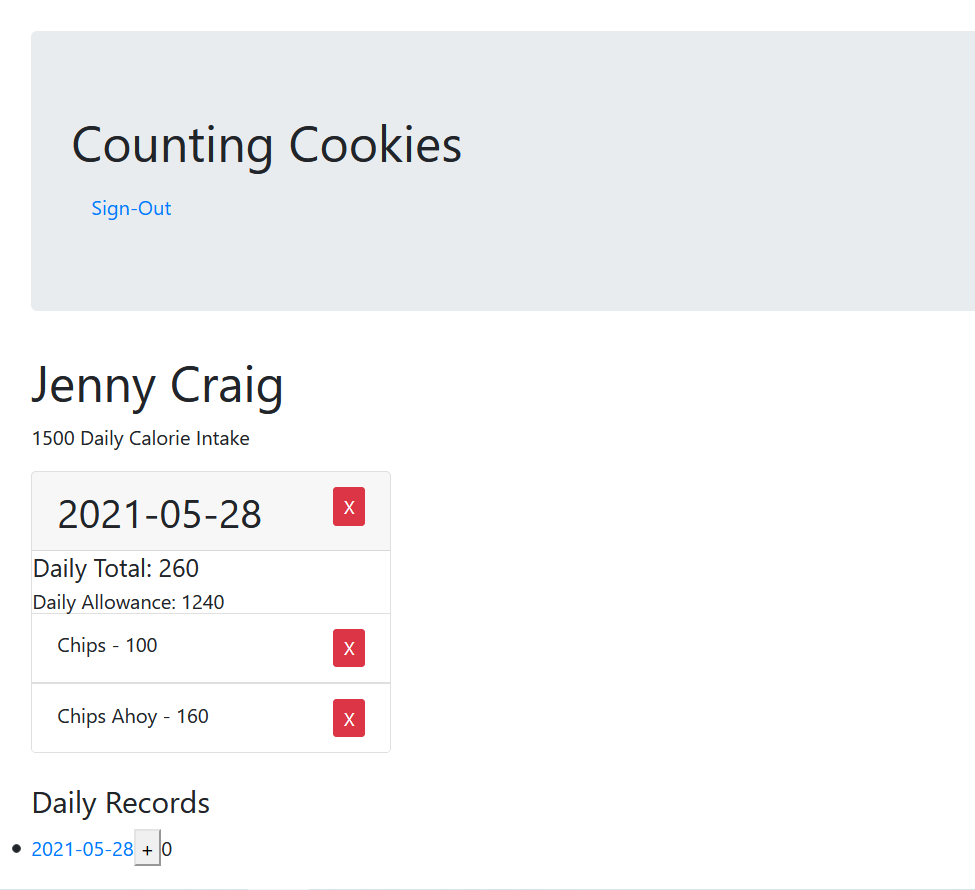 Counting Cookies
Sign-Out
Jenny Craig
1500 Daily Calorie Intake
2021-05-28 X
Daily Total: 260
Daily Allowance: 1240
Chips - 100 X
Chips Ahoy - 160 X
Daily Records
2021-05-28 + 0